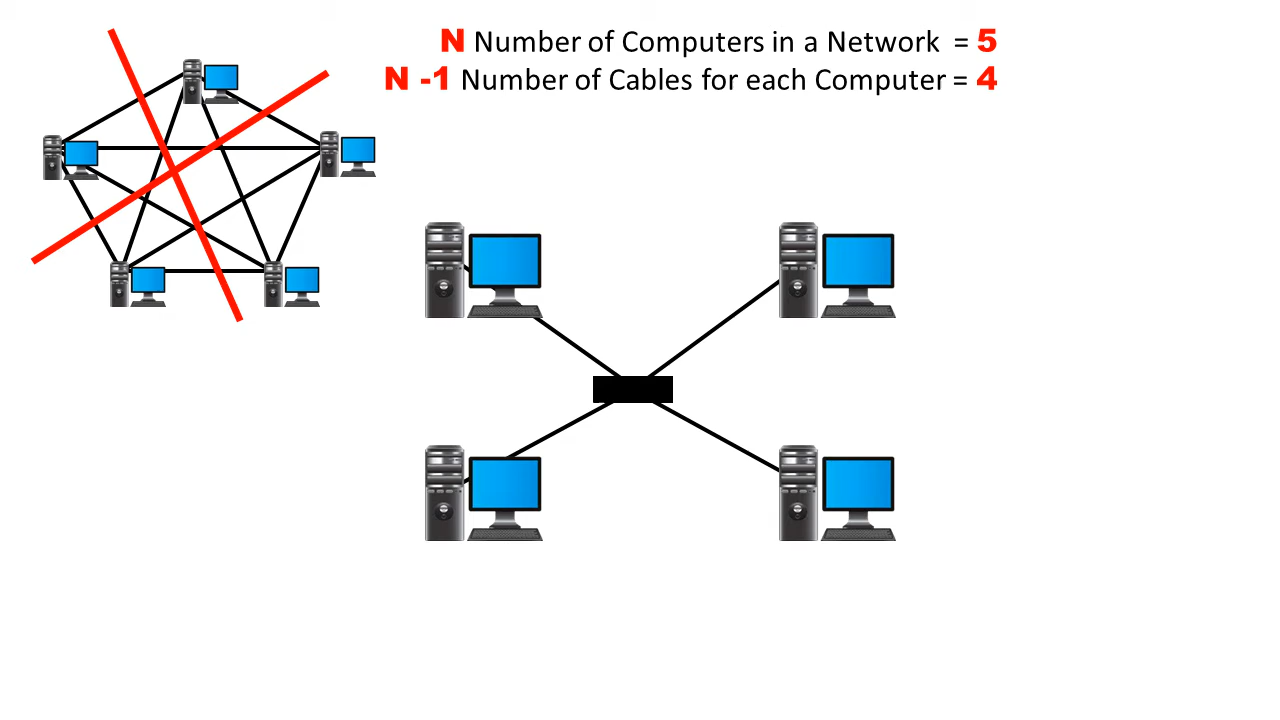 N Number of Computers in a Network = 5
N -1 Number of Cables for each Computer = 4